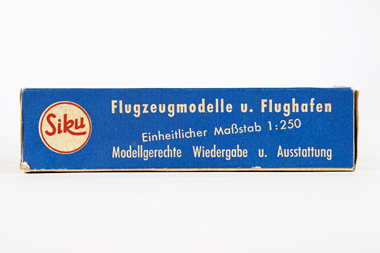 Siku
Flugzeugmodelle u. Flughafen
Einheitlicher Maßstab 1:250
Modellgerechte Wiedergabe u. Ausstattung